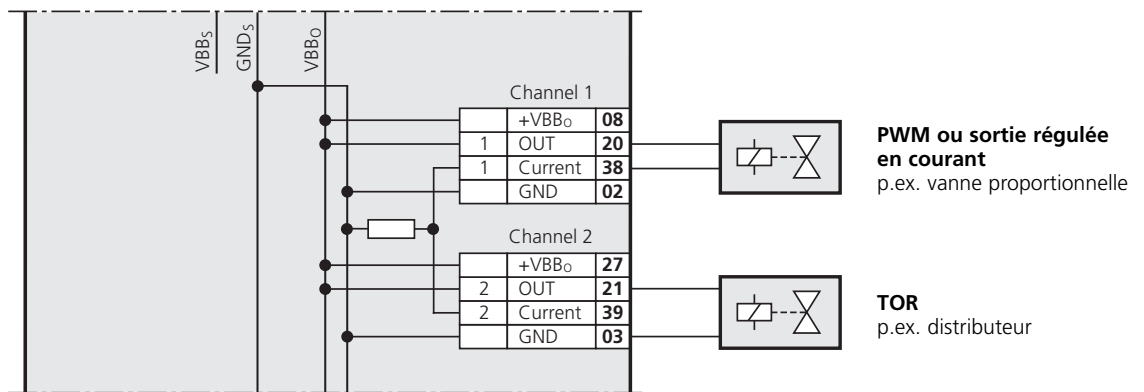 VBBS
GNDS
VBBO
Channel 1
+VBBO 08
1 OUT 20
1 Current 38
GND 02
PWM ou sortie régulée
en courant
p.ex. vanne proportionnelle
Channel 2
+VBBO 27
2 OUT 21
2 Current 39
GND 03
TOR
p.ex. distributeur